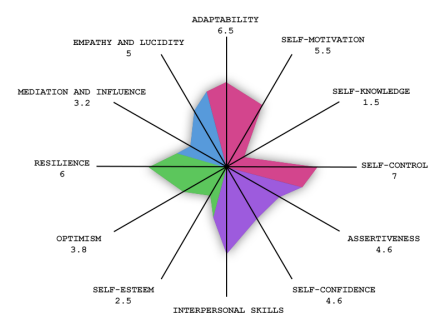 ADAPTABILITY
6.5
SELF-MOTIVATION
5.5
SELF-KNOWLEDGE
1.5
SELF-CONTROL
7
ASSERTIVENESS
4.6
SELF-CONFIDENCE
4.6
INTERPERSONAL SKILLS
SELF-ESTEEM
2.5
OPTIMISM
3.8
RESILIENCE
6
MEDIATION AND INFLUENCE
3.2
EMPATHY AND LUCIDITY
5